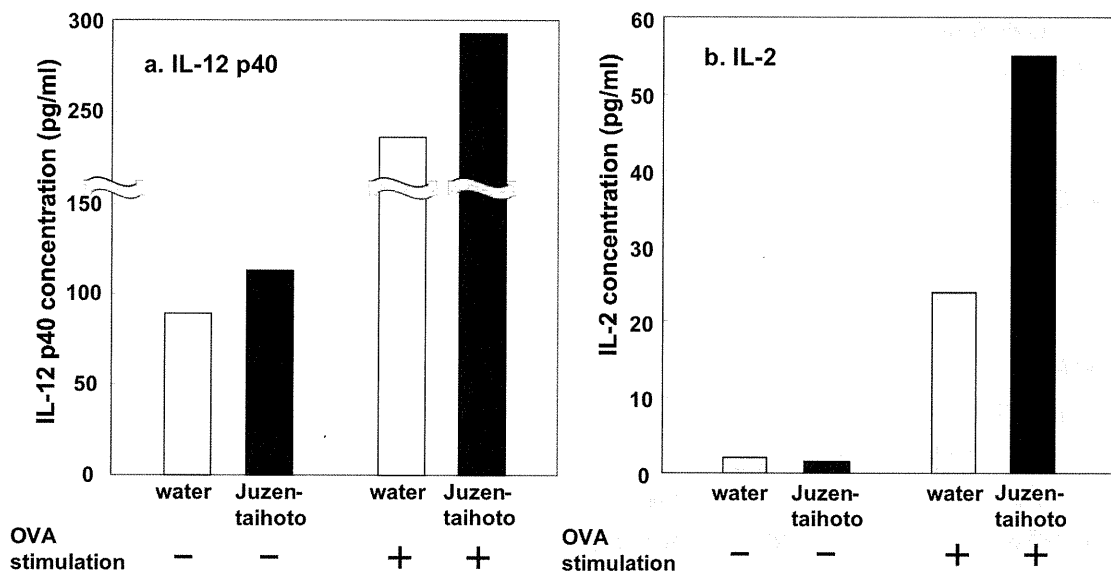 a. IL-12 p40
IL-12 p40 concentration (pg/ml)
300
250
150
100
50
0
water
Juzen-
taihoto
water
Juzen-
taihoto
OVA
stimulation
−
−
+
+
b. IL-2
IL-2 concentration (pg/ml)
60
50
40
30
20
10
0
water
Juzen-
taihoto
water
Juzen-
taihoto
OVA
stimulation
−
−
+
+